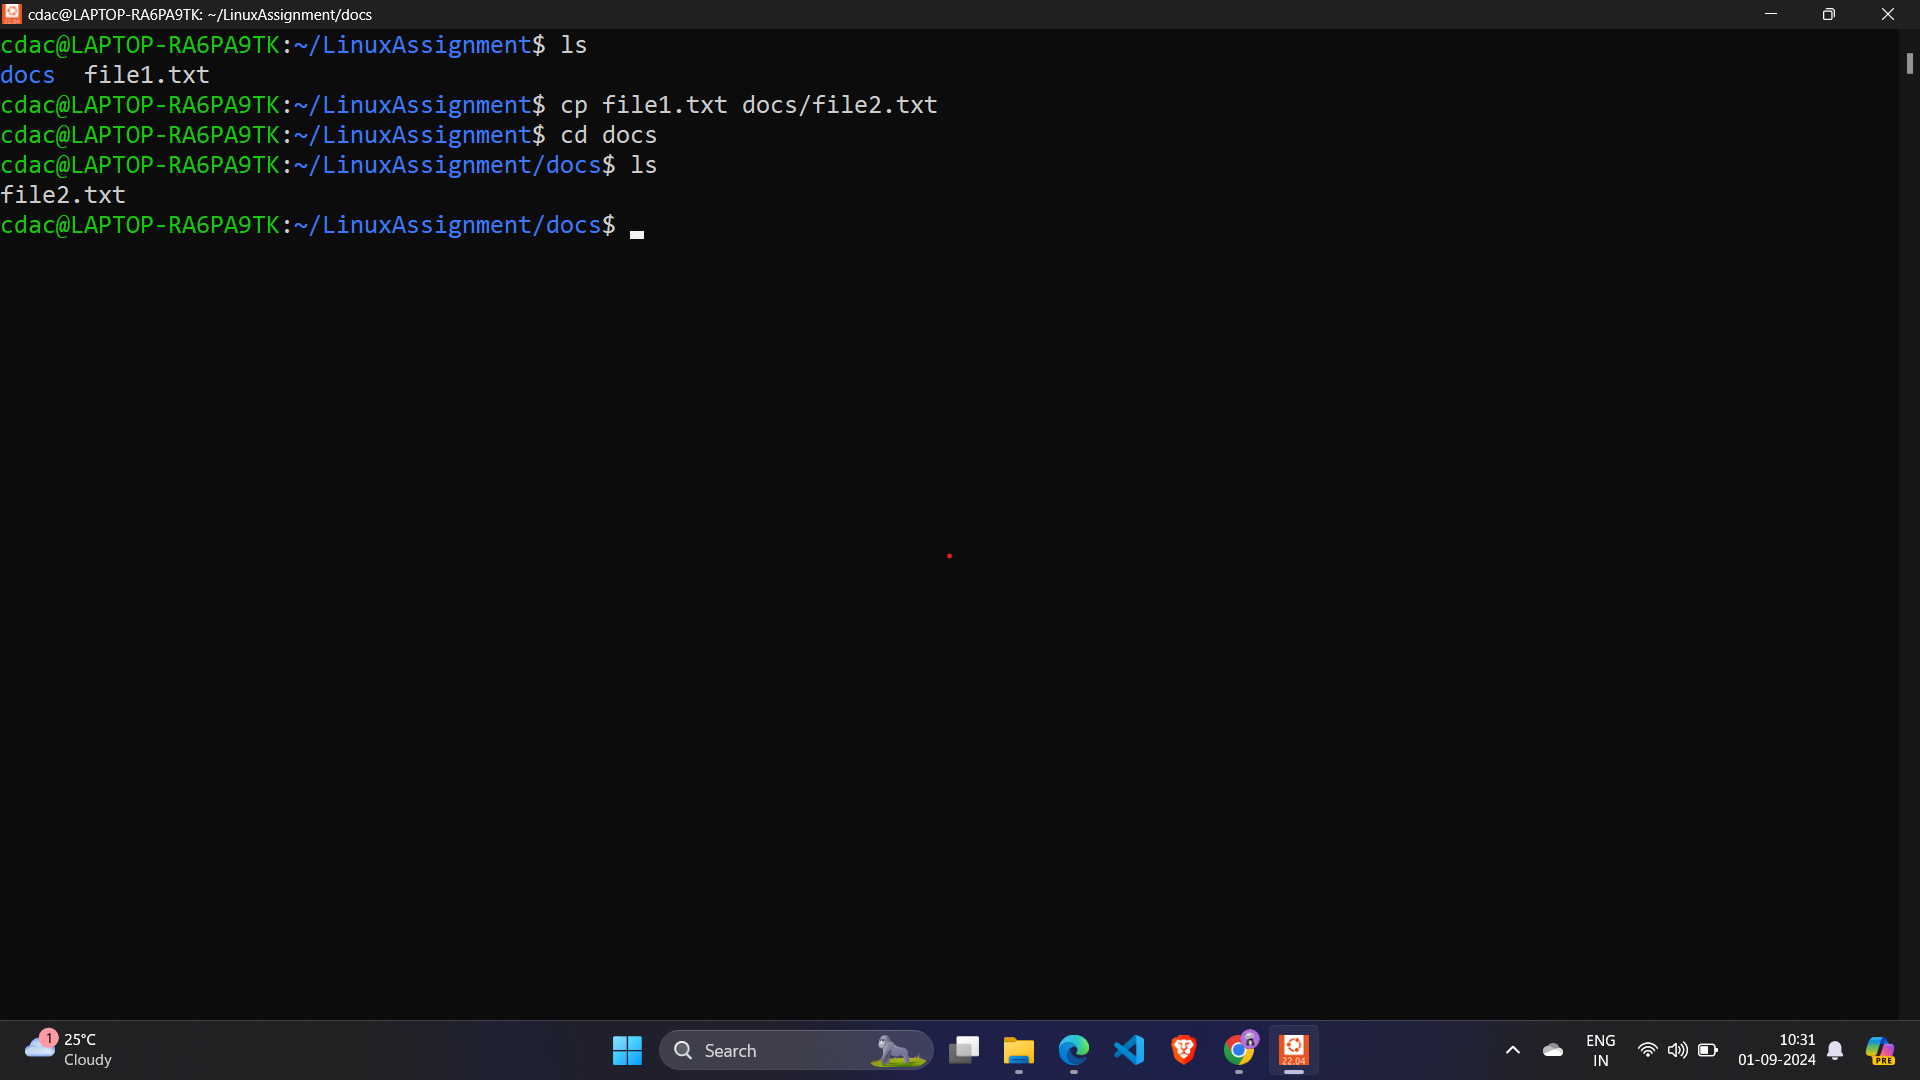 cdac@LAPTOP-RA6PA9TK: ~/LinuxAssignment/docs
cdac@LAPTOP-RA6PA9TK:~/LinuxAssignment$ ls
docs  file1.txt
cdac@LAPTOP-RA6PA9TK:~/LinuxAssignment$ cp file1.txt docs/file2.txt
cdac@LAPTOP-RA6PA9TK:~/LinuxAssignment$ cd docs
cdac@LAPTOP-RA6PA9TK:~/LinuxAssignment/docs$ ls
file2.txt
cdac@LAPTOP-RA6PA9TK:~/LinuxAssignment/docs$
1
25°C
Cloudy
Search
22.04
ENG
IN
10:31
01-09-2024
PRE